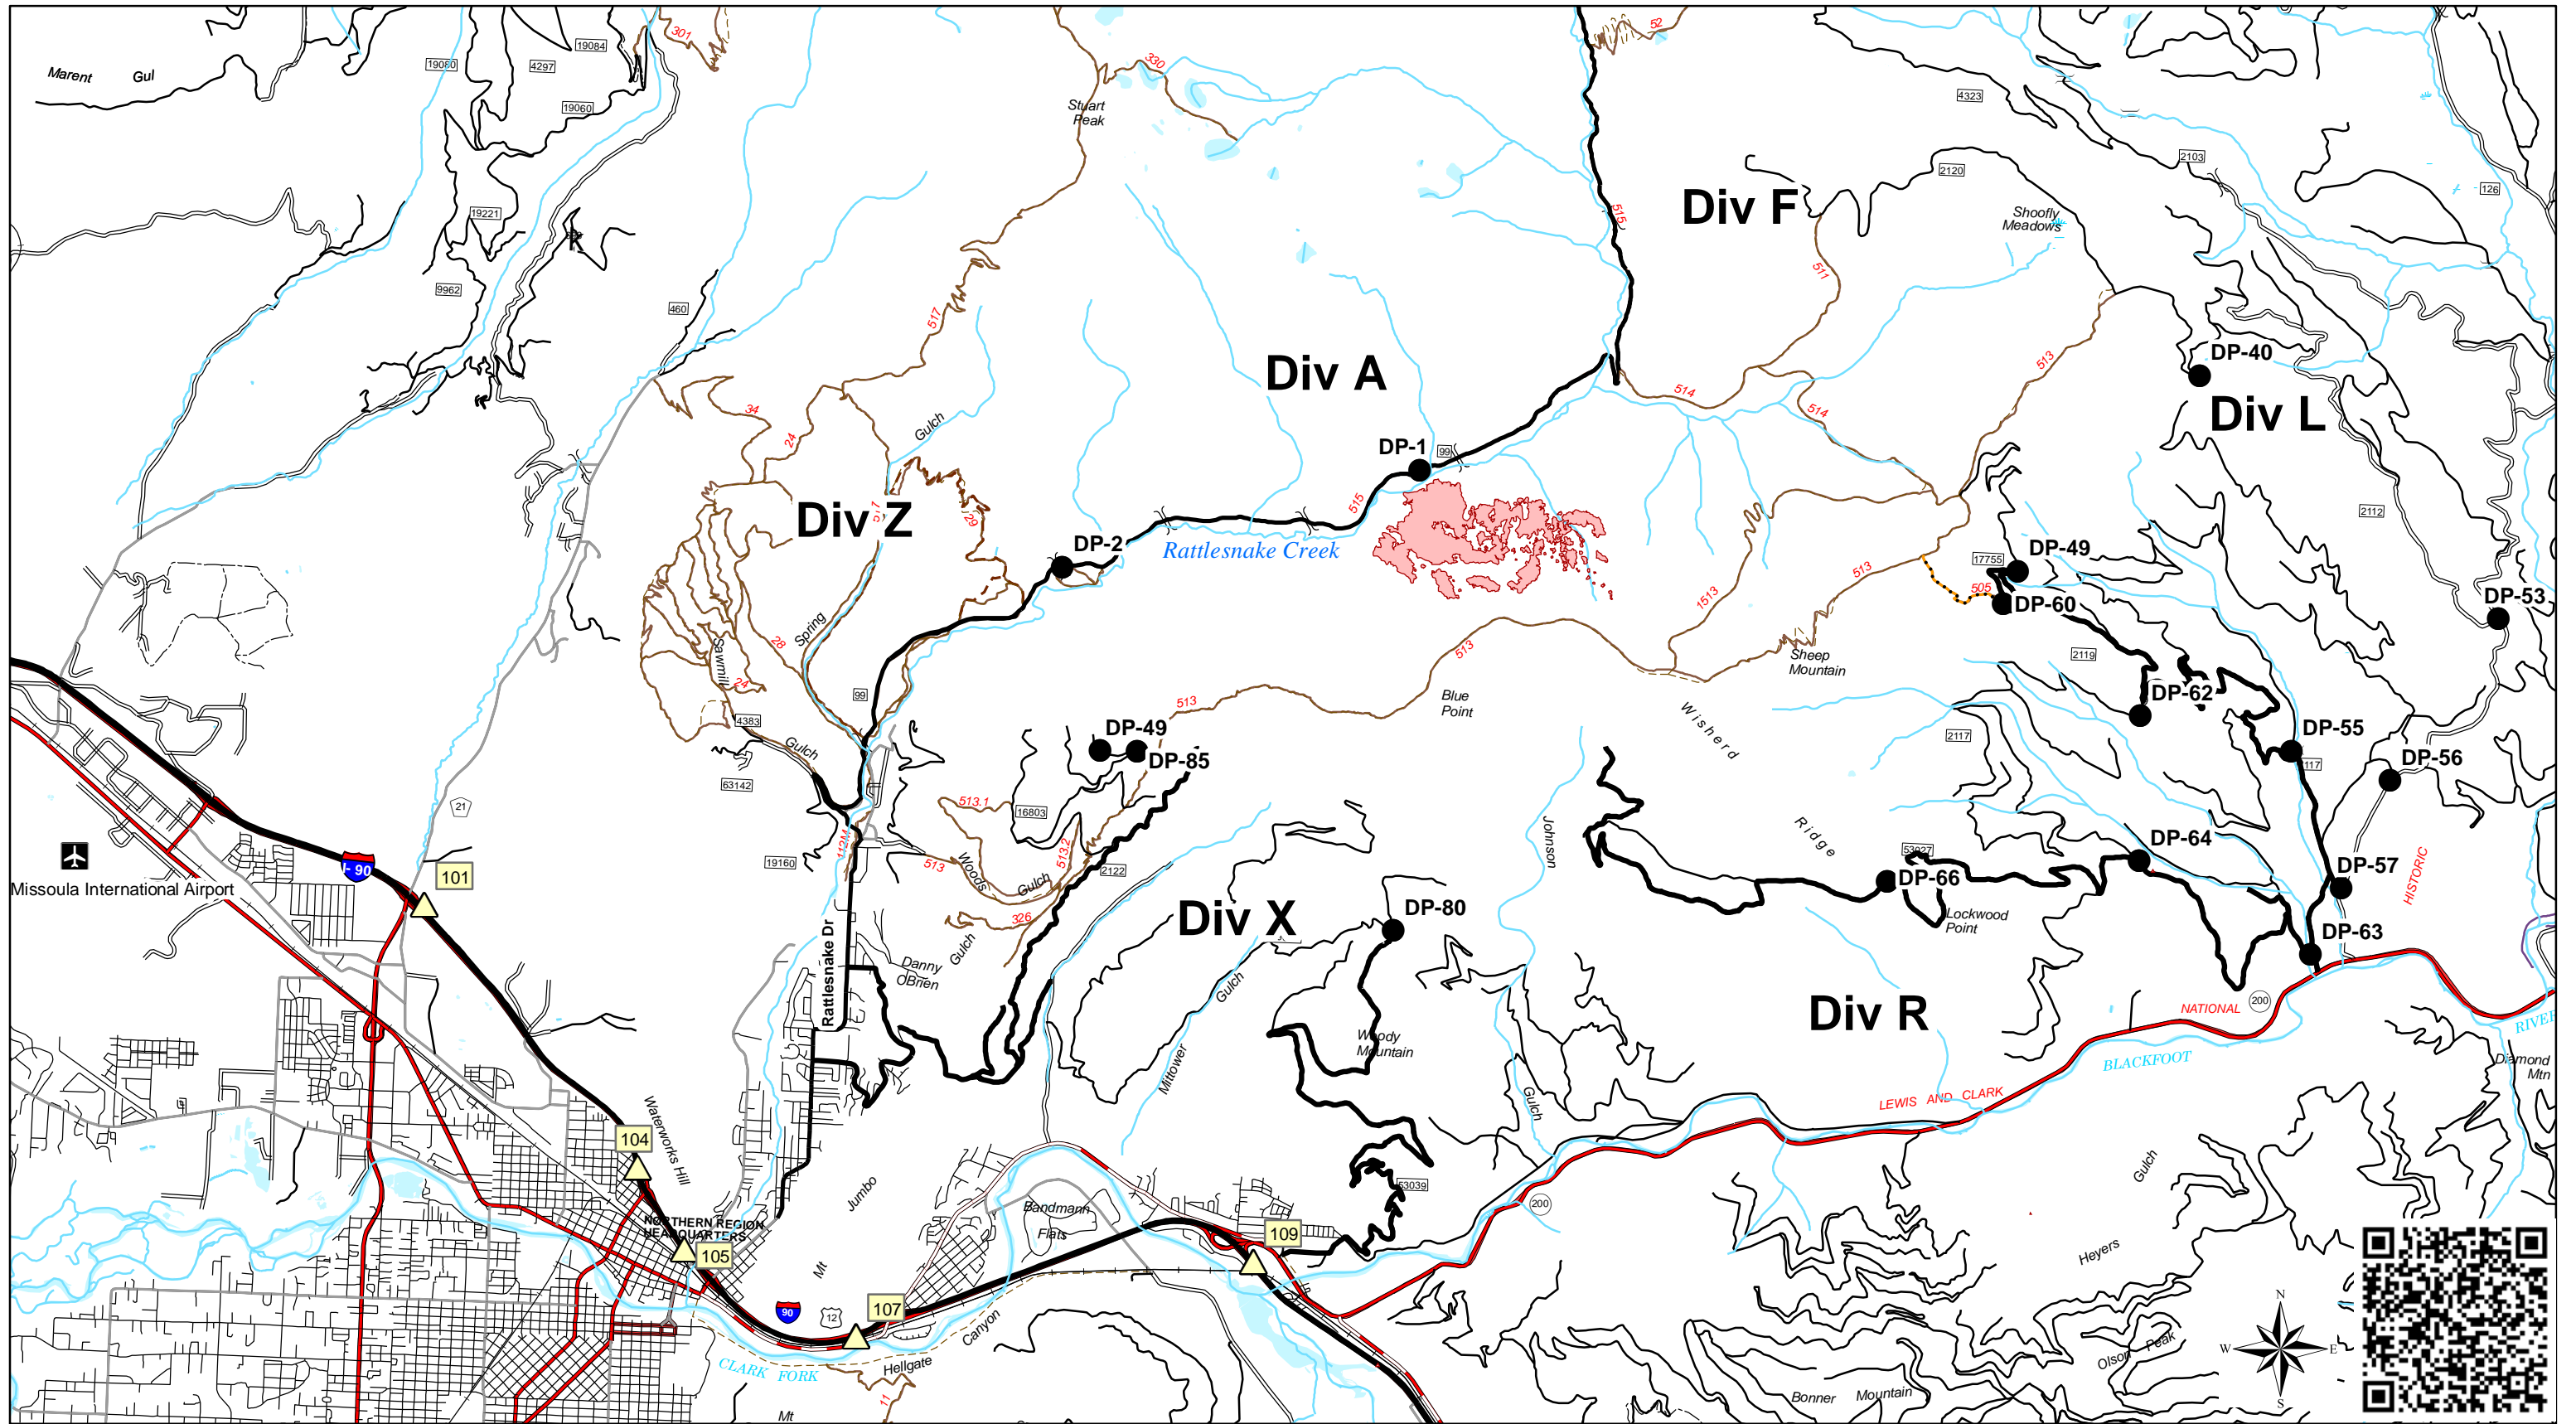 Marent Gul
19080
4297
19084
19060
301
19221
9962
460
Stuart
Peak
330
52
4323
2103
126
2120
Shoofly
Meadows
Div F
515
511
517
Div A
514
514
513
DP-40
Div L
34
24
Gulch
DP-1
99
515
Div Z
517
29
DP-2
Rattlesnake Creek
2112
17755
DP-49
505
DP-60
DP-53
1513
513
513
Sheep
Mountain
2119
DP-62
28
Spring
Sawmill
24
99
4383
Gulch
63142
513
Blue
Point
Wisherd
Ridge
2117
DP-55
DP-56
DP-49
DP-85
21
513.1
16803
19160
513
Woods
Gulch
513.2
2122
Johnson
Gulch
53027
DP-64
DP-66
DP-57
HISTORIC
Missoula International Airport
I- 90
101
326
Rattlesnake Dr
Danny
OBrien
Gulch
Div X
DP-80
Lockwood
Point
DP-63
Div R
NATIONAL
200
RIVER
Mittower
Gulch
Woody
Mountain
BLACKFOOT
Diamond
Mtn
LEWIS AND CLARK
104
Waterworks Hill
NORTHERN REGION
HEADQUARTERS
105
Mt
Jumbo
Bandmann
Flats
109
53039
200
Gulch
Heyers
107
90
12
Hellgate
Canyon
CLARK FORK
11
Mt
Olson Peak
Bonner Mountain
N
W
E
S